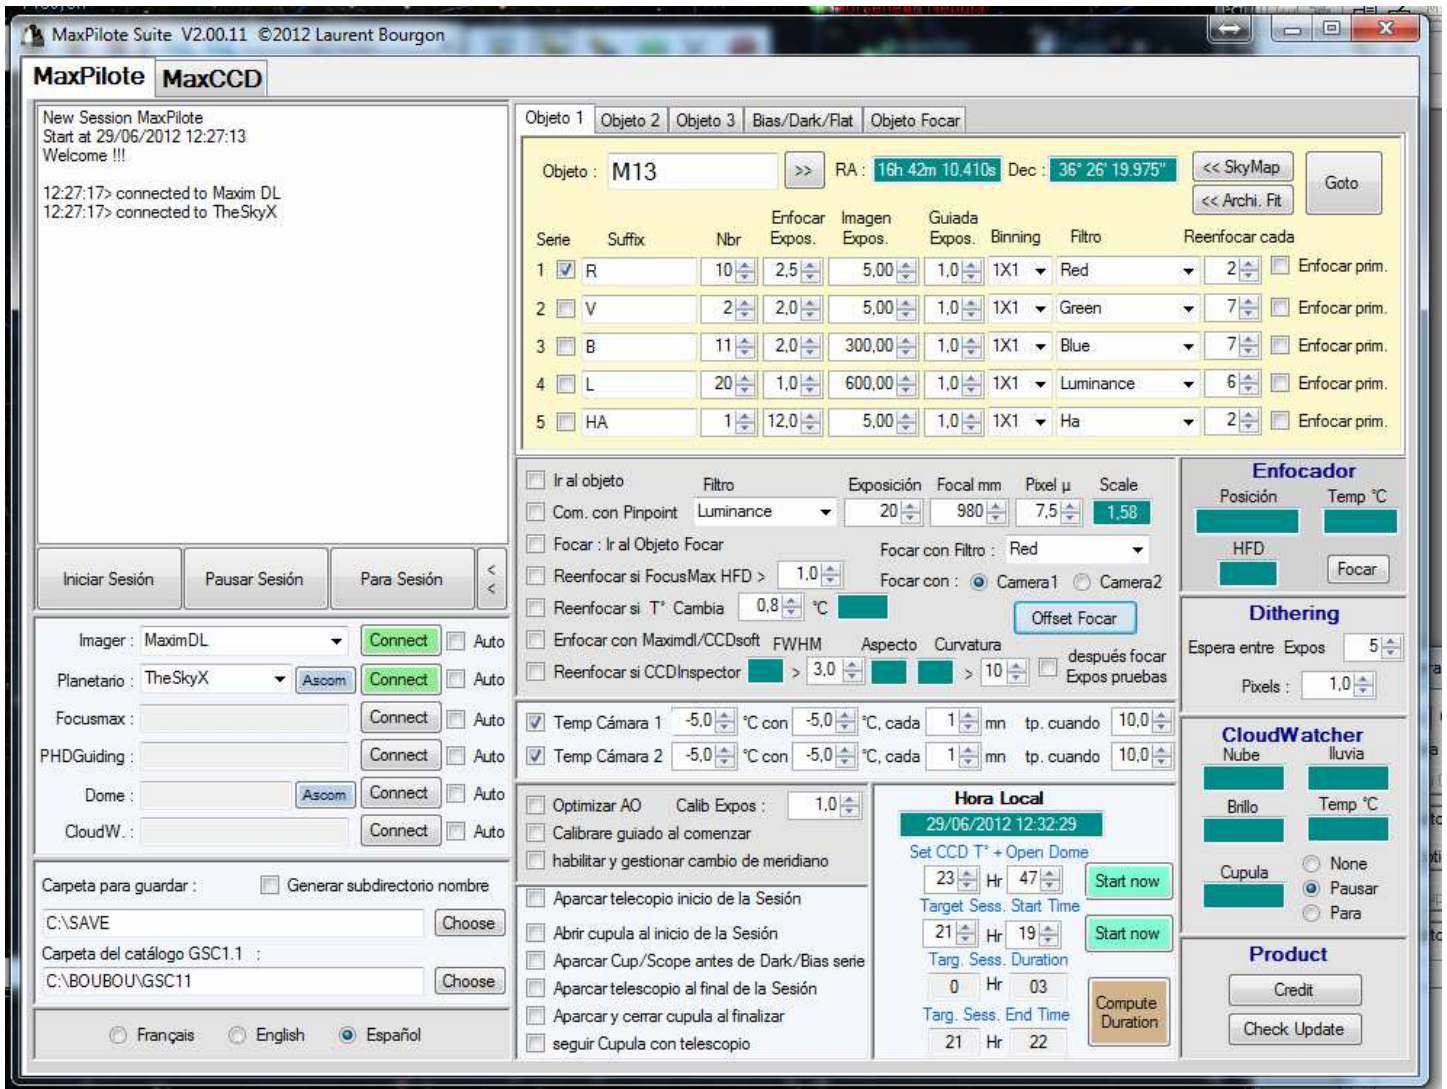 MaxPilote Suite V2.00.11 ©2012 Laurent Bourgon
MaxPilote MaxCCD
New Session MaxPilote
Start at 29/06/2012 12:27:13
Welcome !!!
12:27:17> connected to Maxim DL
12:27:17> connected to TheSkyX
Iniciar Sesión Pausar Sesión Para Sesión < <
Imager : MaximDL Connect Auto
Planetario : TheSkyX Ascom Connect Auto
Focusmax : Connect Auto
PHDGuiding : Connect Auto
Dome : Ascom Connect Auto
CloudW. : Connect Auto
Carpeta para guardar : Generar subdirectorio nombre
C:\SAVE Choose
Carpeta del catálogo GSC1.1 :
C:\BOUBOU\GSC11 Choose
Français English Español
Objeto 1 Objeto 2 Objeto 3 Bias/Dark/Flat Objeto Focar
Objeto : M13 >> RA : 16h 42m 10.410s Dec : 36° 26' 19.975" << SkyMap Goto
<< Archi. Fit
Enfocar Imagen Guiada
Serie Suffix Nbr Expos. Expos. Expos. Binning Filtro Reenfocar cada
1 R 10 2,5 5,00 1,0 1X1 Red 2 Enfocar prim.
2 V 2 2,0 5,00 1,0 1X1 Green 7 Enfocar prim.
3 B 11 2,0 300,00 1,0 1X1 Blue 7 Enfocar prim.
4 L 20 1,0 600,00 1,0 1X1 Luminance 6 Enfocar prim.
5 HA 1 12,0 5,00 1,0 1X1 Ha 2 Enfocar prim.
Ir al objeto Filtro Exposición Focal mm Pixel µ Scale
Com. con Pinpoint Luminance 20 980 7,5 1,58
Focar : Ir al Objeto Focar Focar con Filtro : Red
Reenfocar si FocusMax HFD > 1,0 Focar con : Camera1 Camera2
Reenfocar si T° Cambia 0,8 °C Offset Focar
Enfocar con Maximdl/CCDsoft FWHM Aspecto Curvatura
Reenfocar si CCDInspector > 3,0 > 10 después focar
Expos pruebas
Temp Cámara 1 -5,0 °C con -5,0 °C, cada 1 mn tp. cuando 10,0
Temp Cámara 2 -5,0 °C con -5,0 °C, cada 1 mn tp. cuando 10,0
Optimizar AO Calib Expos : 1,0
Calibrare guiado al comenzar
habilitar y gestionar cambio de meridiano
Aparcar telecopio inicio de la Sesión
Abrir cupula al inicio de la Sesión
Aparcar Cup/Scope antes de Dark/Bias serie
Aparcar telescopio al final de la Sesión
Aparcar y cerrar cupula al finalizar
seguir Cupula con telescopio
Hora Local
29/06/2012 12:32:29
Set CCD T° + Open Dome
23 Hr 47 Start now
Target Sess. Start Time
21 Hr 19 Start now
Targ. Sess. Duration
0 Hr 03
Targ. Sess. End Time
21 Hr 22
Compute
Duration
Enfocador
Posición Temp °C
HFD
Focar
Dithering
Espera entre Expos 5
Pixels : 1,0
CloudWatcher
Nube lluvia
Brillo Temp °C
Cupula None
Pausar
Para
Product
Credit
Check Update